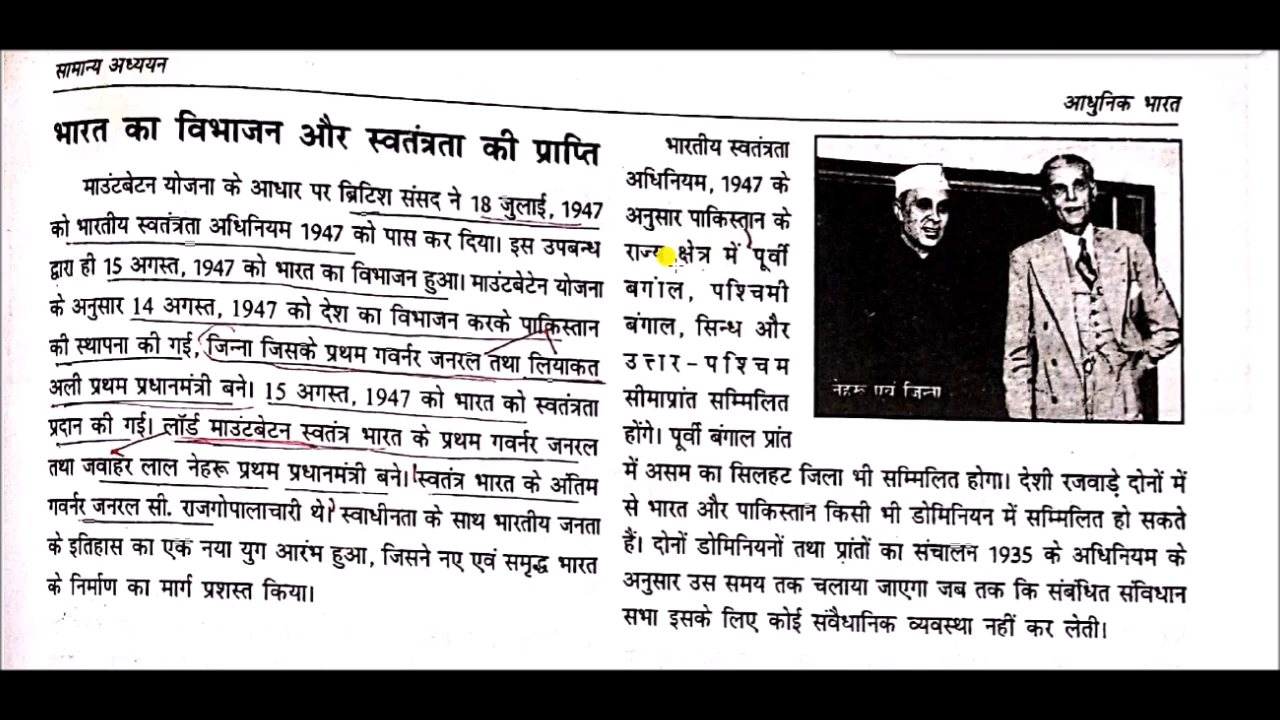 सामान्य अध्ययन
आधुनिक भारत
भारत का विभाजन और स्वतंत्रता की प्राप्ति
माउंटबेटन योजना के आधार पर ब्रिटिश संसद ने 18 जुलाई, 1947
को भारतीय स्वतंत्रता अधिनियम 1947 को पास कर दिया। इस उपबन्ध
द्वारा ही 15 अगस्त, 1947 को भारत का विभाजन हुआ। माउंटबेटन योजना
के अनुसार 14 अगस्त, 1947 को देश का विभाजन करके पाकिस्तान
की स्थापना की गई, जिन्ना जिसके प्रथम गवर्नर जनरल तथा लियाकत
अली प्रथम प्रधानमंत्री बने। 15 अगस्त, 1947 को भारत को स्वतंत्रता
प्रदान की गई। लॉर्ड माउंटबेटन स्वतंत्र भारत के प्रथम गवर्नर जनरल
तथा जवाहर लाल नेहरू प्रथम प्रधानमंत्री बने। स्वतंत्र भारत के अंतिम
गवर्नर जनरल सी. राजगोपालाचारी थे। स्वाधीनता के साथ भारतीय जनता
के इतिहास का एक नया युग आरंभ हुआ, जिसने नए एवं समृद्ध भारत
के निर्माण का मार्ग प्रशस्त किया।
भारतीय स्वतंत्रता
अधिनियम, 1947 के
अनुसार पाकिस्तान के
राज्य क्षेत्र में पूर्वी
बगांल, पश्चिमी
बंगाल, सिन्ध और
उत्तार-पश्चिम
सीमाप्रांत सम्मिलित
होंगे। पूर्वी बंगाल प्रांत
में असम का सिलहट जिला भी सम्मिलित होगा। देशी रजवाड़े दोनों में
से भारत और पाकिस्तान किसी भी डोमिनियन में सम्मिलित हो सकते
हैं। दोनों डोमिनियनों तथा प्रांतों का संचालन 1935 के अधिनियम के
अनुसार उस समय तक चलाया जाएगा जब तक कि संबंधित संविधान
सभा इसके लिए कोई संवैधानिक व्यवस्था नहीं कर लेती।
नेहरू एवं जिन्ना